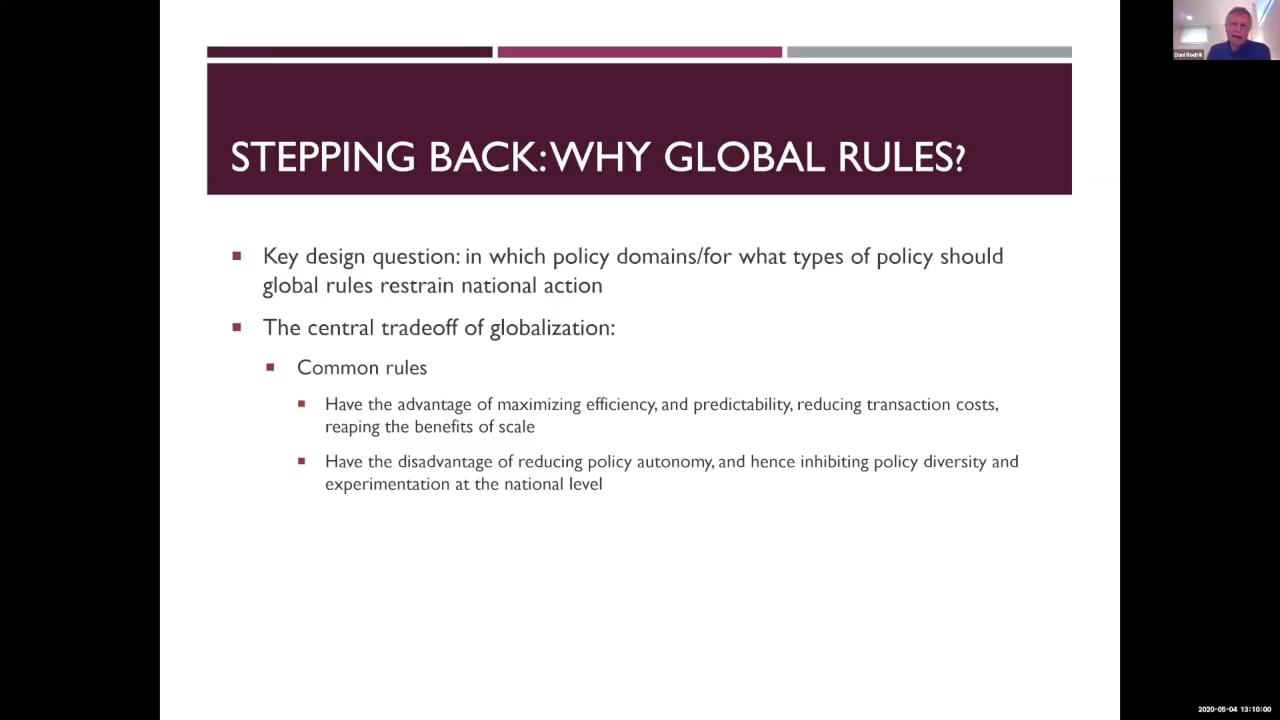 Dani Rodrik
STEPPING BACK: WHY GLOBAL RULES?
Key design question: in which policy domains/for what types of policy should
global rules restrain national action
The central tradeoff of globalization:
Common rules
Have the advantage of maximizing efficiency, and predictability, reducing transaction costs,
reaping the benefits of scale
Have the disadvantage of reducing policy autonomy, and hence inhibiting policy diversity and
experimentation at the national level
2020-05-04 13:10:00